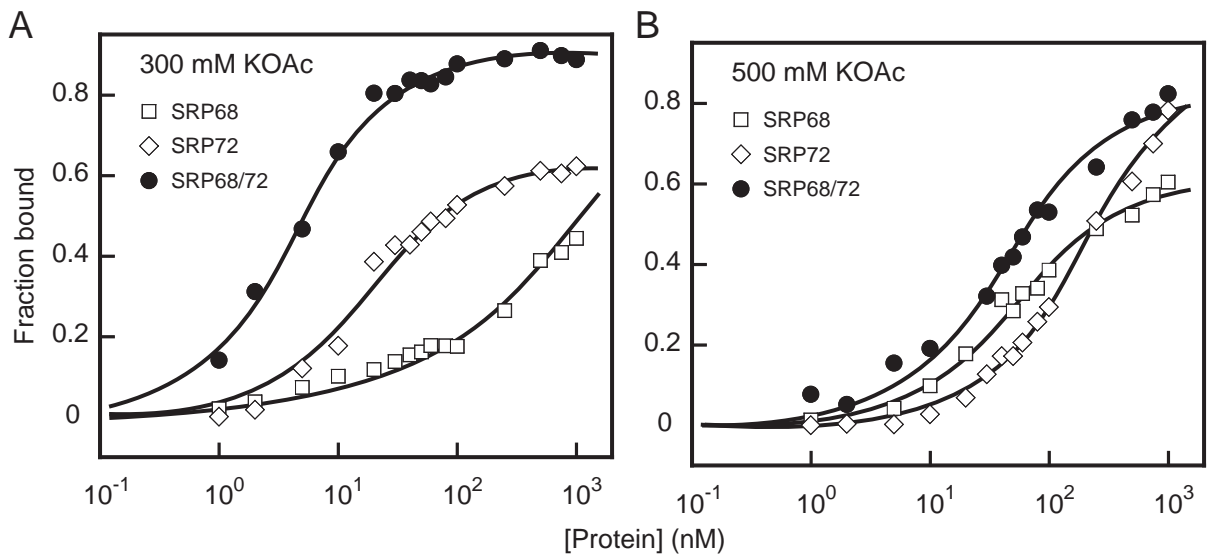 A
300 mM KOAc
SRP68
SRP72
SRP68/72
0.8
0.6
0.4
0.2
0
Fraction bound
10⁻¹ 10⁰ 10¹ 10² 10³
B
500 mM KOAc
SRP68
SRP72
SRP68/72
0.8
0.6
0.4
0.2
0
10⁻¹ 10⁰ 10¹ 10² 10³
[Protein] (nM)